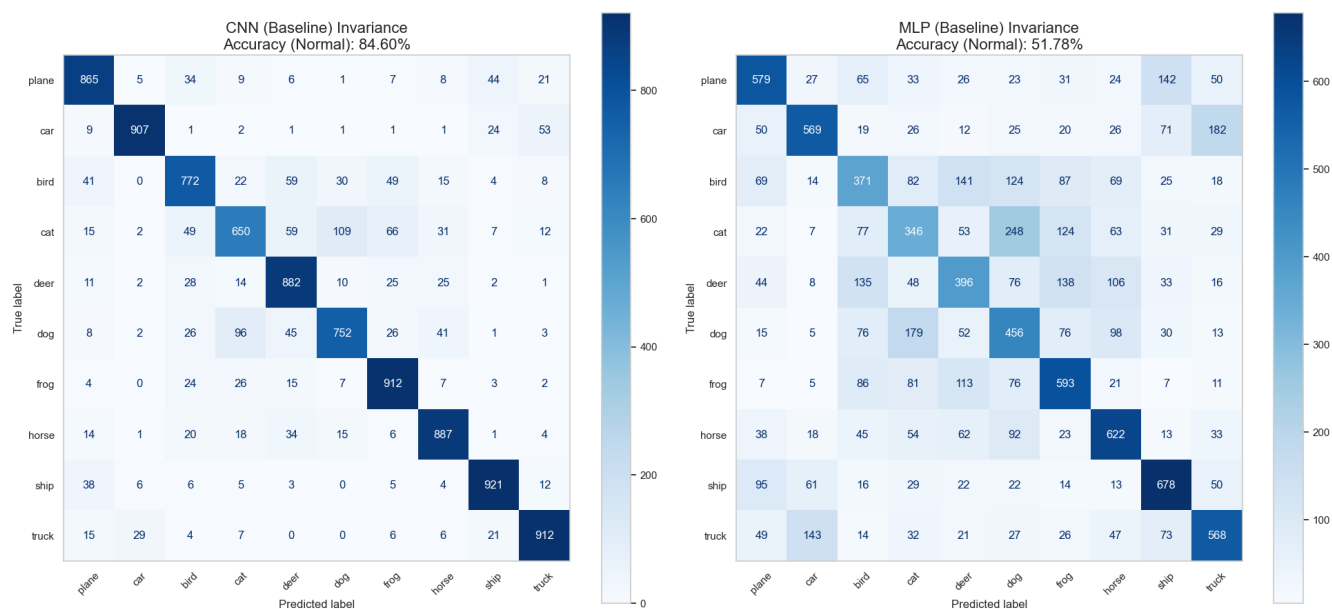 CNN (Baseline) Invariance
Accuracy (Normal): 84.60%
plane 865 5 34 9 6 1 7 8 44 21
car 9 907 1 2 1 1 1 1 24 53
bird 41 0 772 22 59 30 49 15 4 8
cat 15 2 49 650 59 109 66 31 7 12
deer 11 2 28 14 882 10 25 25 2 1
dog 8 2 26 96 45 752 26 41 1 3
frog 4 0 24 26 15 7 912 7 3 2
horse 14 1 20 18 34 15 6 887 1 4
ship 38 6 6 5 3 0 5 4 921 12
truck 15 29 4 7 0 0 6 6 21 912
plane car bird cat deer dog frog horse ship truck
True label
Predicted label
800
600
400
200
0
MLP (Baseline) Invariance
Accuracy (Normal): 51.78%
plane 579 27 65 33 26 23 31 24 142 50
car 50 569 19 26 12 25 20 26 71 182
bird 69 14 371 82 141 124 87 69 25 18
cat 22 7 77 346 53 248 124 63 31 29
deer 44 8 135 48 396 76 138 106 33 16
dog 15 5 76 179 52 456 76 98 30 13
frog 7 5 86 81 113 76 593 21 7 11
horse 38 18 45 54 62 92 23 622 13 33
ship 95 61 16 29 22 22 14 13 678 50
truck 49 143 14 32 21 27 26 47 73 568
plane car bird cat deer dog frog horse ship truck
True label
Predicted label
600
500
400
300
200
100